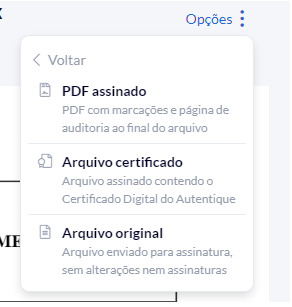 Opções
Voltar
PDF assinado
PDF com marcações e página de
auditoria ao final do arquivo
Arquivo certificado
Arquivo assinado contendo o
Certificado Digital do Autentique
Arquivo original
Arquivo enviado para assinatura,
sem alterações nem assinaturas